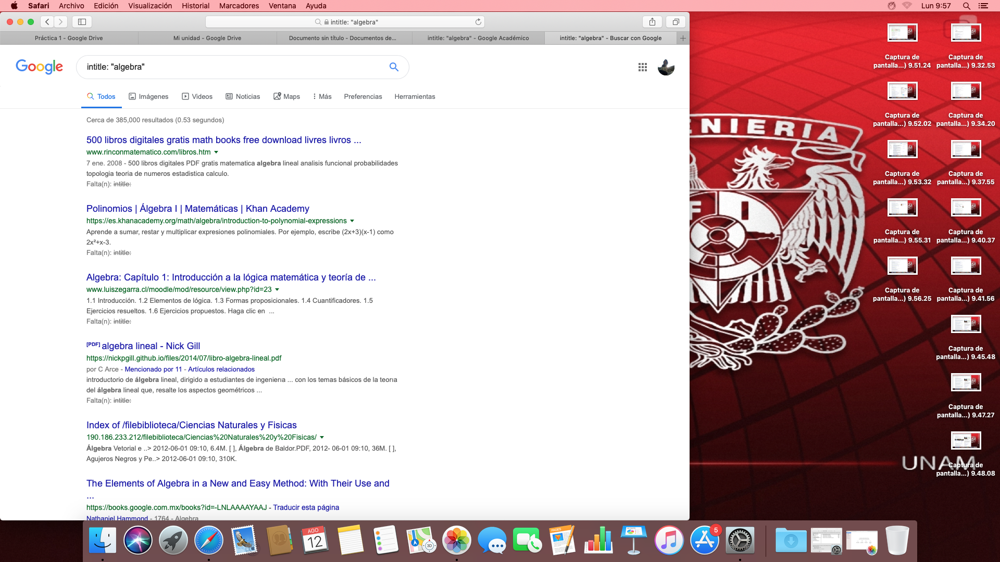 Safari Archivo Edición Visualización Historial Marcadores Ventana Ayuda Lun 9:57
intitle: "algebra"
Práctica 1 - Google Drive Mi unidad - Google Drive Documento sin título - Documentos de... intitle: "algebra" - Google Académico intitle: "algebra" - Buscar con Google
Google intitle: "algebra"
Todos Imágenes Videos Noticias Maps Más Preferencias Herramientas
Cerca de 385,000 resultados (0.53 segundos)
500 libros digitales gratis math books free download livres livros ...
www.rinconmatematico.com/libros.htm
7 ene. 2008 - 500 libros digitales PDF gratis matematica algebra lineal analisis funcional probabilidades
topologia teoria de numeros estadistica calculo.
Falta(n): intitle:
Polinomios | Álgebra I | Matemáticas | Khan Academy
https://es.khanacademy.org/math/algebra/introduction-to-polynomial-expressions
Aprende a sumar, restar y multiplicar expresiones polinomiales. Por ejemplo, escribe (2x+3)(x-1) como
2x²+x-3.
Falta(n): intitle:
Algebra: Capítulo 1: Introducción a la lógica matemática y teoría de ...
www.luiszegarra.cl/moodle/mod/resource/view.php?id=23
1.1 Introducción. 1.2 Elementos de lógica. 1.3 Formas proposicionales. 1.4 Cuantificadores. 1.5
Ejercicios resueltos. 1.6 Ejercicios propuestos. Haga clic en ...
Falta(n): intitle:
[PDF] algebra lineal - Nick Gill
https://nickpgill.github.io/files/2014/07/libro-algebra-lineal.pdf
por C Arce - Mencionado por 11 - Artículos relacionados
introductorio de álgebra lineal, dirigido a estudiantes de ingenierıa ... con los temas básicos de la teorıa
del álgebra lineal que, resalte los aspectos geométricos ...
Falta(n): intitle:
Index of /filebiblioteca/Ciencias Naturales y Fisicas
190.186.233.212/filebiblioteca/Ciencias%20Naturales%20y%20Fisicas/
Álgebra Vetorial e ..> 2012-06-01 09:10, 6.4M. [ ], Álgebra de Baldor.PDF, 2012- 06-01 09:10, 36M. [ ],
Agujeros Negros y Pe..> 2012-06-01 09:10, 310K.
The Elements of Algebra in a New and Easy Method: With Their Use and
...
https://books.google.com.mx/books?id=-LNLAAAAYAAJ - Traducir esta página
Nathaniel Hammond - 1764 - Algebra
Captura de
pantalla...) 9.51.24
Captura de
pantalla...) 9.32.53
Captura de
pantalla...) 9.52.02
Captura de
pantalla...) 9.34.20
Captura de
pantalla...) 9.53.32
Captura de
pantalla...) 9.37.55
Captura de
pantalla...) 9.55.31
Captura de
pantalla...) 9.40.37
Captura de
pantalla...) 9.56.25
Captura de
pantalla...) 9.41.56
Captura de
pantalla...) 9.45.48
Captura de
pantalla...) 9.47.27
Captura de
pantalla...) 9.48.08
NIERIA
F I
UNAM
AGO
12
PAGES
5